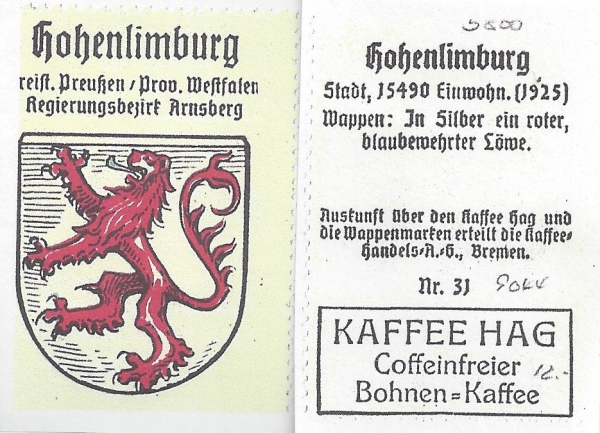 Hohenlimburg
reist. Preußen / Prov. Westfalen
Regierungsbezirk Arnsberg
5800
Hohenlimburg
Stadt, 15490 Einwohn. (1925)
Wappen: In Silber ein roter,
blaubewehrter Löwe.
Auskunft über den Kaffee Hag und
die Wappenmarken erteilt die Kaffee-
Handels-A.-G., Bremen.
Nr. 31
KAFFEE HAG
Coffeinfreier
12.-
Bohnen=Kaffee